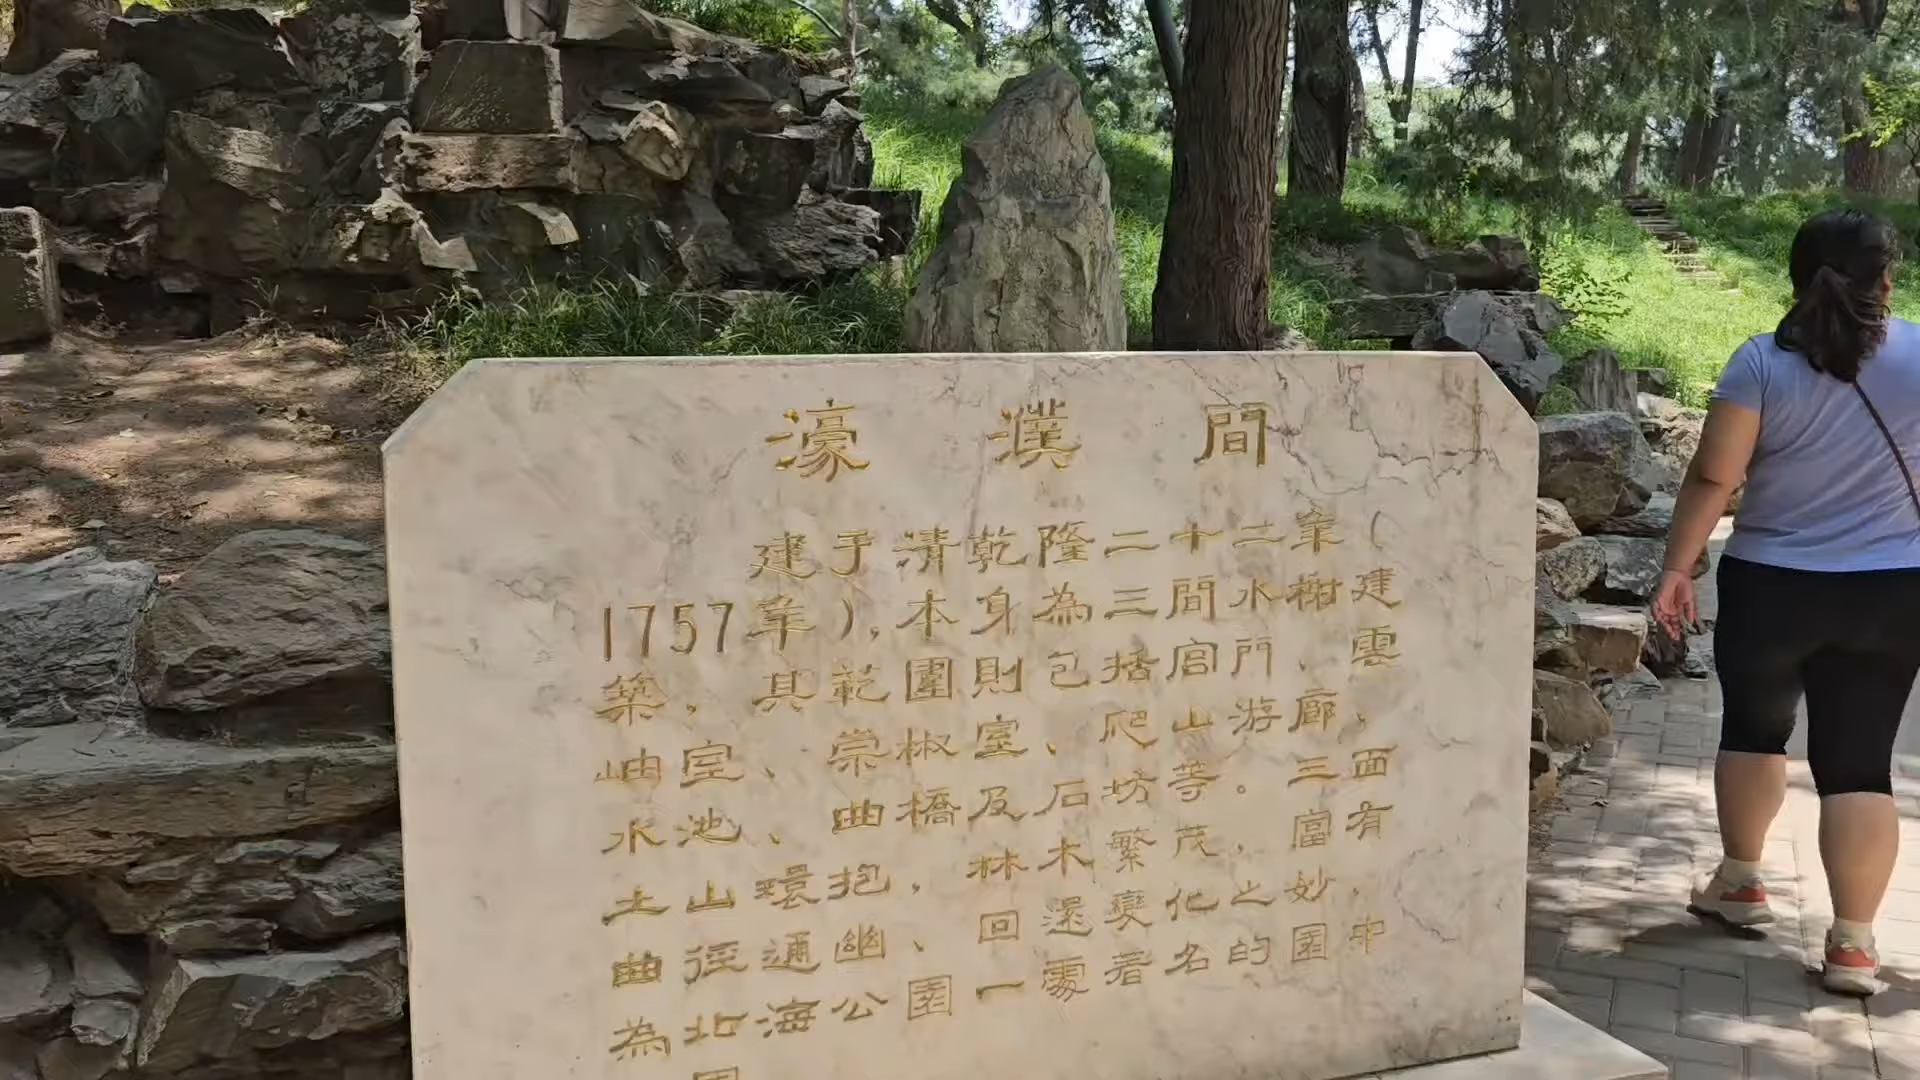 濠濮間
建于清乾隆二十二年（
1757年），本身為三間水榭建
築，其範圍則包括宫門、雲
岫室、崇椒室、爬山游廊、
水池、曲橋及石坊等。三面
土山環抱，林木繁茂，富有
曲徑通幽、回還變化之妙，
為北海公園一處著名的園中